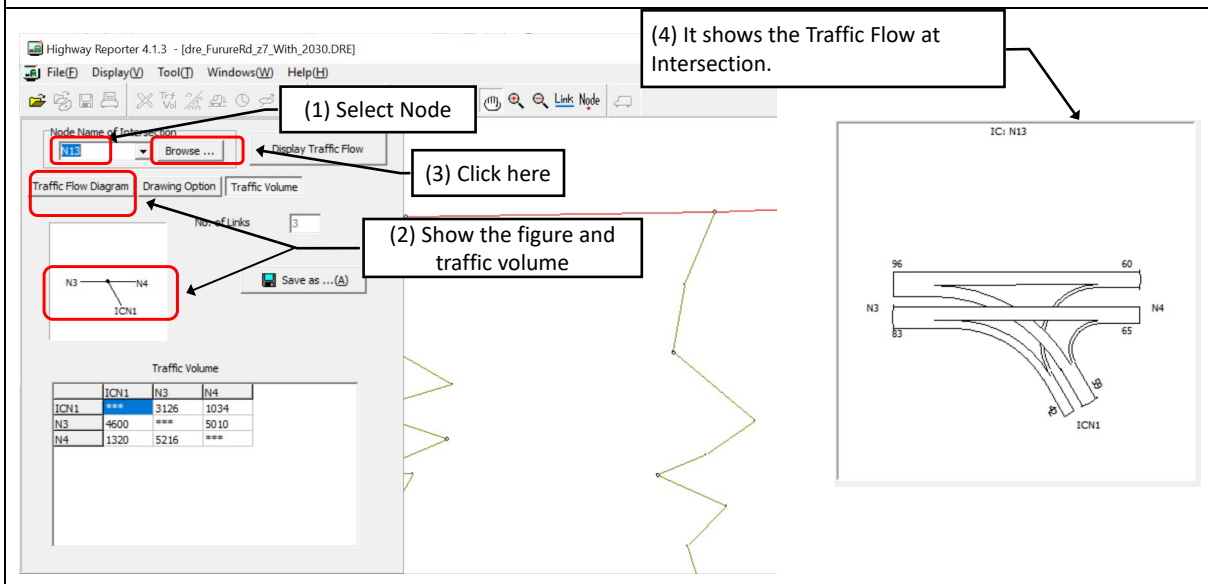 (4) It shows the Traffic Flow at
Intersection.
Highway Reporter 4.1.3 - [dre_FurureRd_z7_With_2030.DRE]
File(F) Display(V) Tool(T) Windows(W) Help(H)
Trf
Vol
Link Node
(1) Select Node
Node Name of Intersection
N13 Browse ... Display Traffic Flow
(3) Click here
Traffic Flow Diagram Drawing Option Traffic Volume
No. of Links 3
(2) Show the figure and
traffic volume
Save as ...(A)
N3 N4
ICN1
Traffic Volume
ICN1 N3 N4
ICN1 *** 3126 1034
N3 4600 *** 5010
N4 1320 5216 ***
IC: N13
96 60
N3 N4
83 65
ICN1